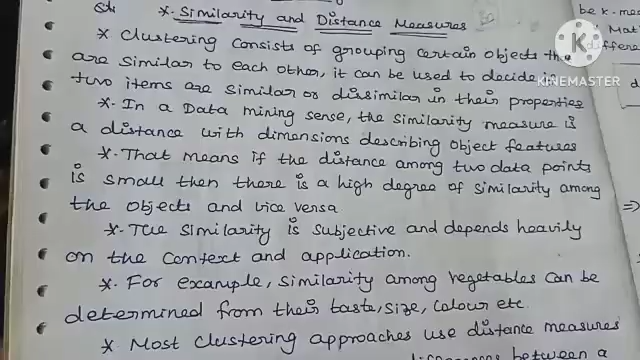 *. Similarity and Distance Measures
* Clustering consists of grouping certain objects
are similar to each other, it can be used to decide if
two items are similar or dissimilar in their properties
*. In a Data mining sense, the similarity measure is
a distance with dimensions describing object features
*. That means if the distance among two data points
is small then there is a high degree of similarity among
the objects and vice versa
*. The similarity is subjective and depends heavily
on the context and application.
*. For example, similarity among vegetables can be
determined from their taste, size, colour etc.
* Most clustering approaches use distance measures
between a
be k-mea
Mat
differe
d
⇒
KINEMASTER